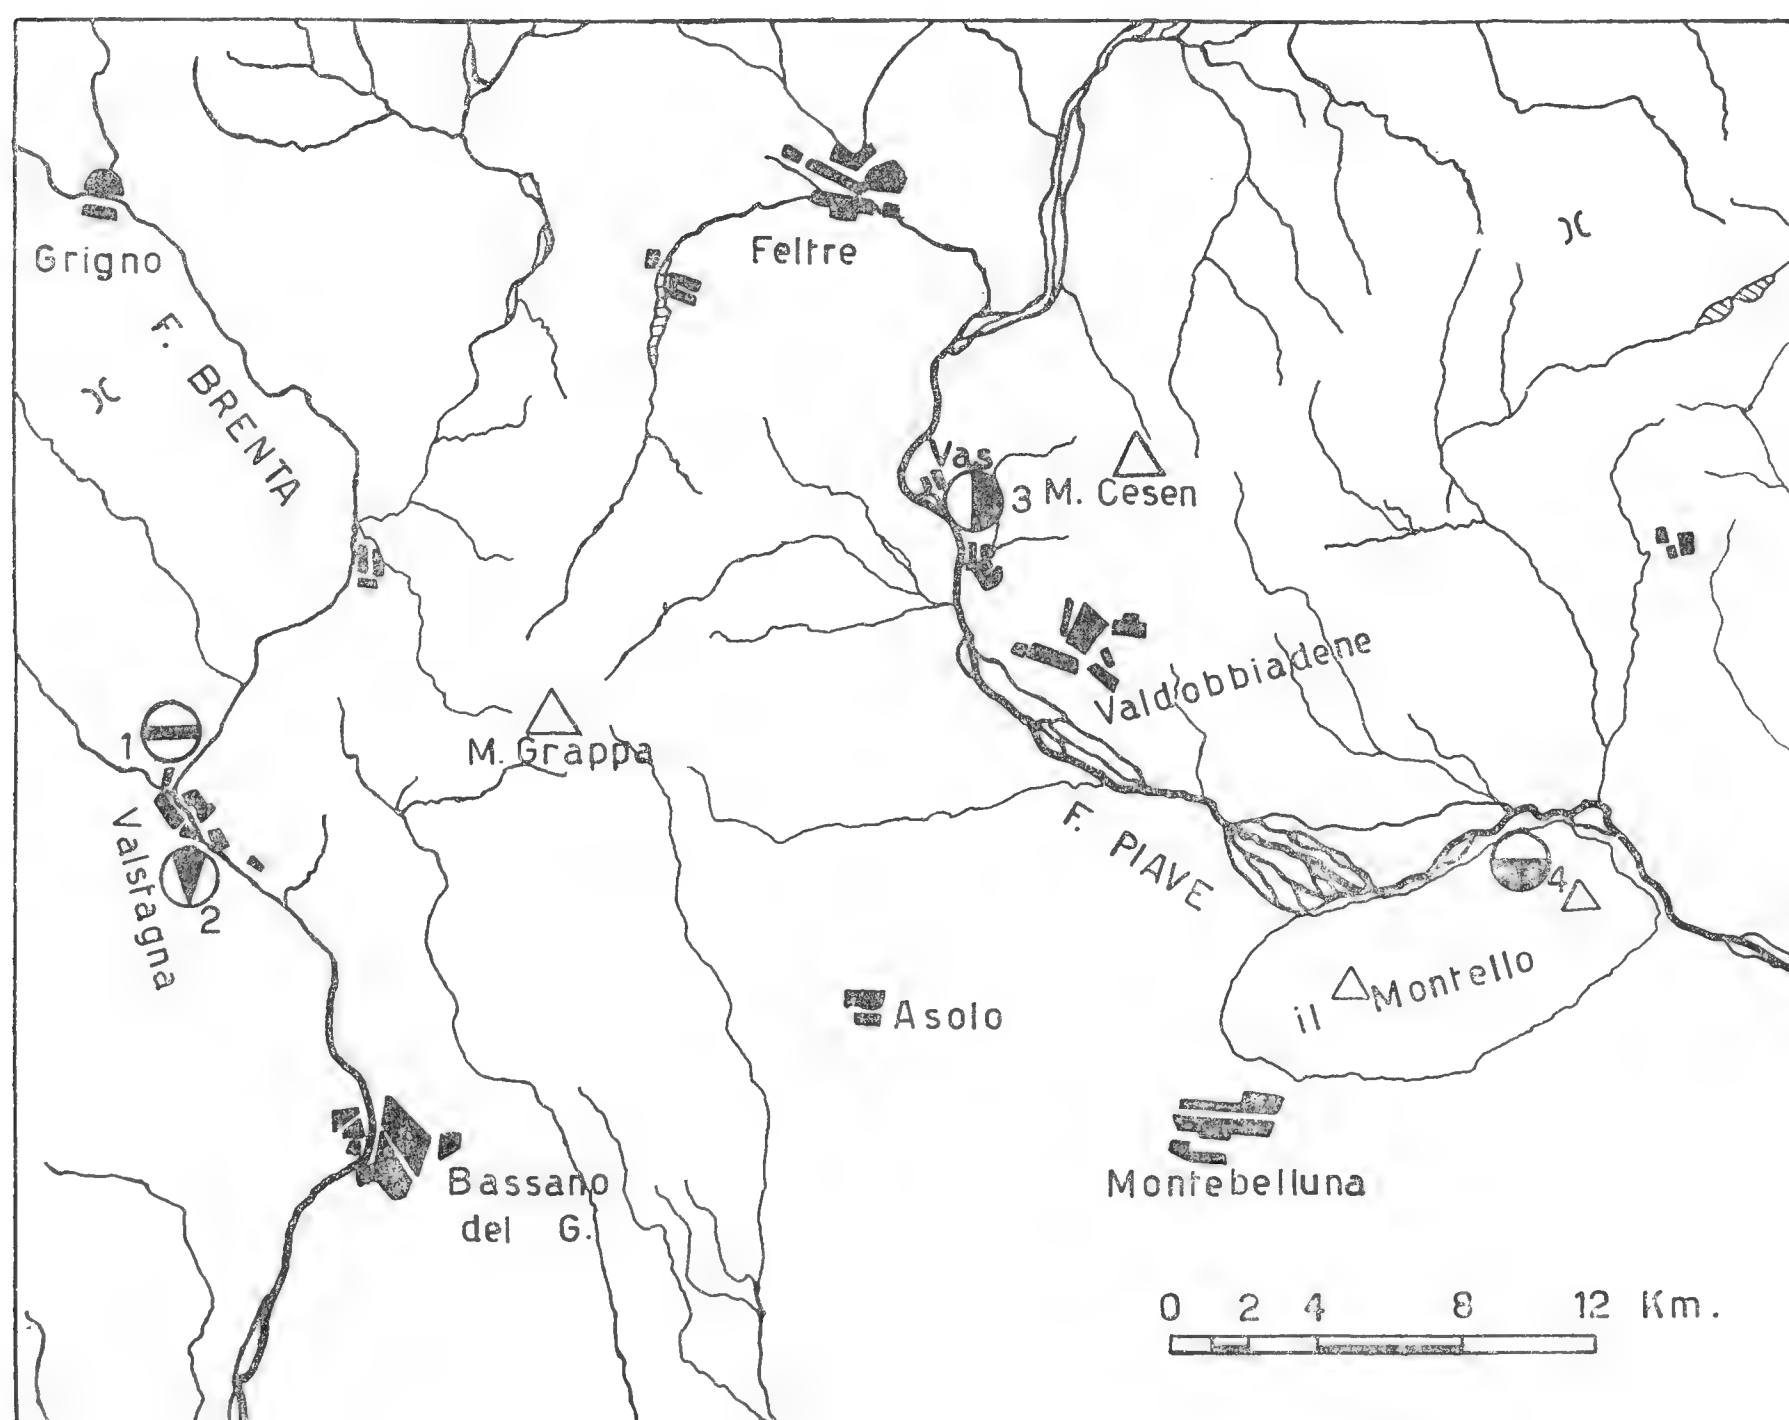 Grigno
Feltre
F. BRENTA
Vas
3 M. Cesen
Valdobbiadene
1
M. Grappa
Valstagna
2
F. PIAVE
4
Asolo
il Montello
Bassano
del G.
Montebelluna
0 2 4 8 12 Km.